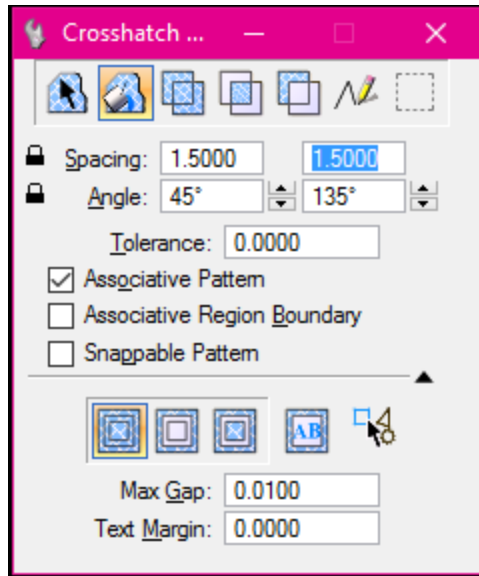 Crosshatch ...
Spacing: 1.5000 1.5000
Angle: 45° 135°
Tolerance: 0.0000
Associative Pattern
Associative Region Boundary
Snappable Pattern
AB
Max Gap: 0.0100
Text Margin: 0.0000